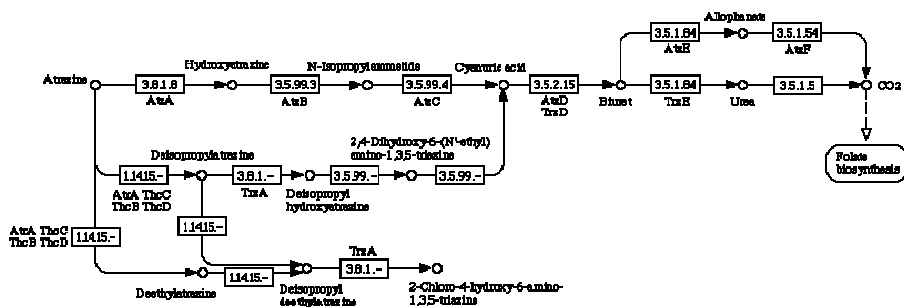 Allophanate
3.5.1.84
3.5.1.54
AtzE
AtzF
Hydroxyatrazine
N-Isopropylammelide
Cyanuric acid
Atrazine
3.8.1.8
3.5.99.3
3.5.99.4
3.5.2.15
3.5.1.84
3.5.1.5
CO2
AtzA
AtzB
AtzC
AtzD
TrzD
Biuret
TrzE
Urea
2,4-Dihydroxy-6-(N'-ethyl)
amino-1,3,5-triazine
Deisopropylatrazine
1.14.15.-
3.8.1.-
3.5.99.-
3.5.99.-
AtrA ThcC
ThcB ThcD
TrzA
Deisopropyl
hydroxyatrazine
Folate
biosynthesis
AtrA ThcC
ThcB ThcD
1.14.15.-
1.14.15.-
TrzA
3.8.1.-
1.14.15.-
Deethylatrazine
Deisopropyl
deethylatrazine
2-Chloro-4-hydroxy-6-amino-
1,3,5-triazine